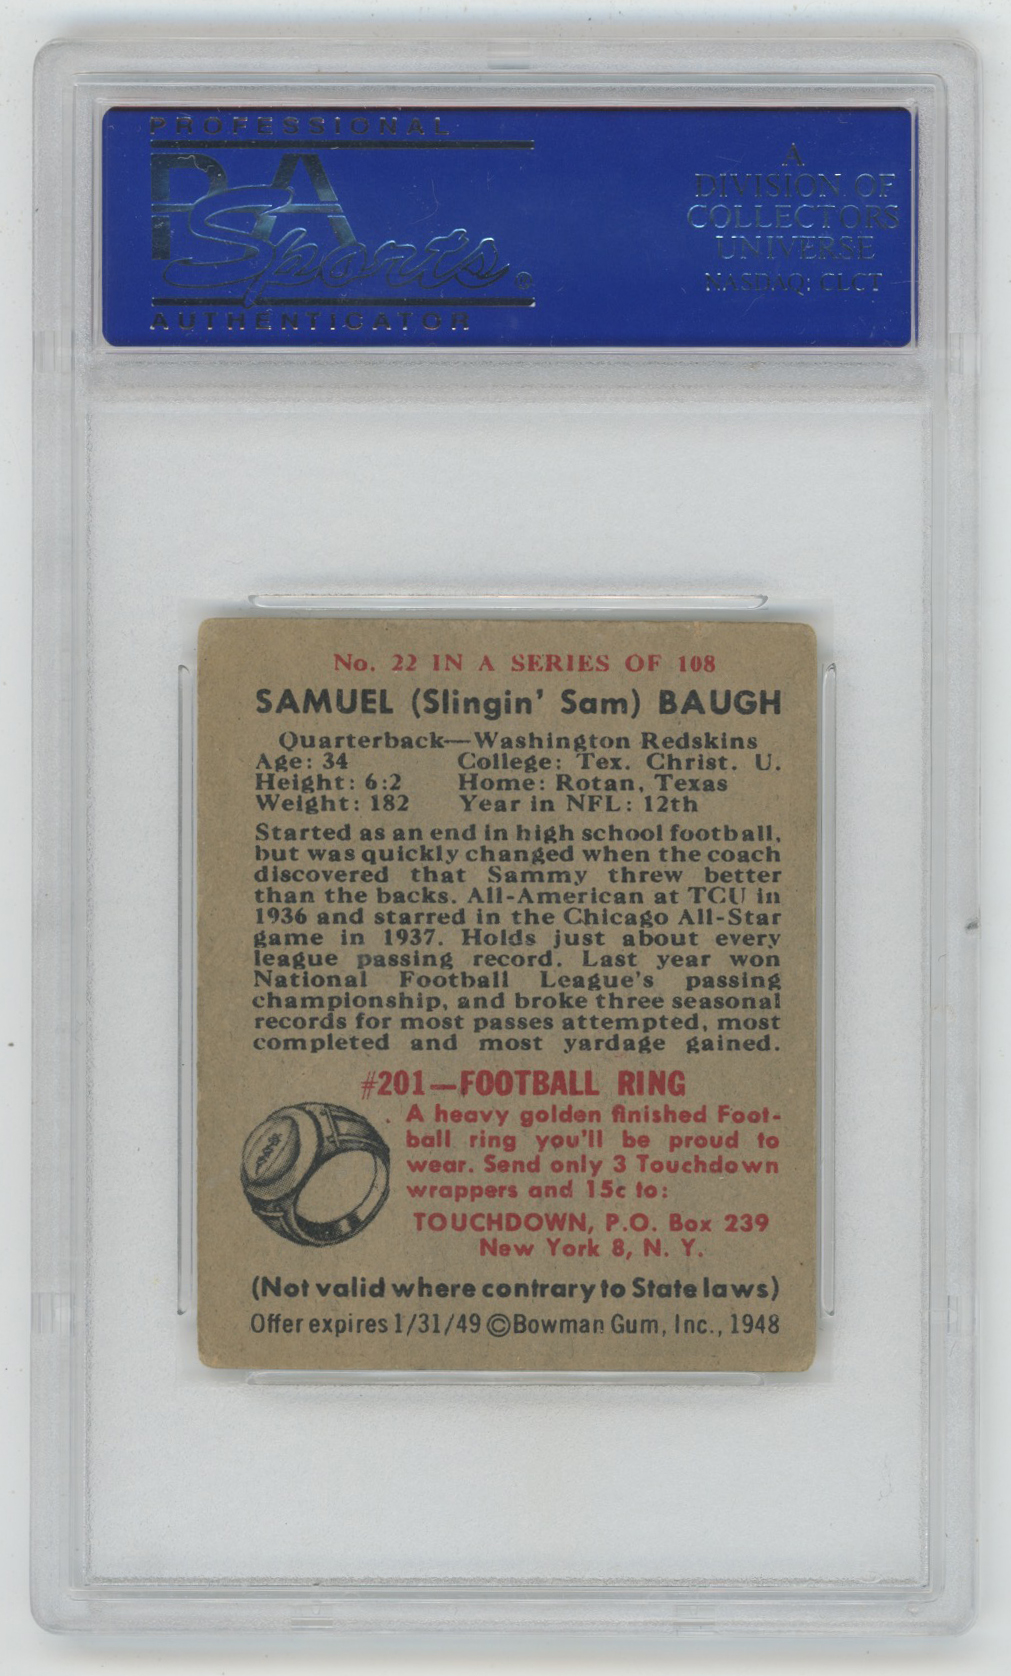 PROFESSIONAL
PSA
Sports®
AUTHENTICATOR
A
DIVISION OF
COLLECTORS
UNIVERSE
NASDAQ: CLCT
No. 22 IN A SERIES OF 108
SAMUEL (Slingin' Sam) BAUGH
Quarterback—Washington Redskins
Age: 34 College: Tex. Christ. U.
Height: 6:2 Home: Rotan, Texas
Weight: 182 Year in NFL: 12th
Started as an end in high school football,
but was quickly changed when the coach
discovered that Sammy threw better
than the backs. All-American at TCU in
1936 and starred in the Chicago All-Star
game in 1937. Holds just about every
league passing record. Last year won
National Football League's passing
championship, and broke three seasonal
records for most passes attempted, most
completed and most yardage gained.
#201—FOOTBALL RING
A heavy golden finished Foot-
ball ring you'll be proud to
wear. Send only 3 Touchdown
wrappers and 15c to:
TOUCHDOWN, P.O. Box 239
New York 8, N. Y.
(Not valid where contrary to State laws)
Offer expires 1/31/49 ©Bowman Gum, Inc., 1948